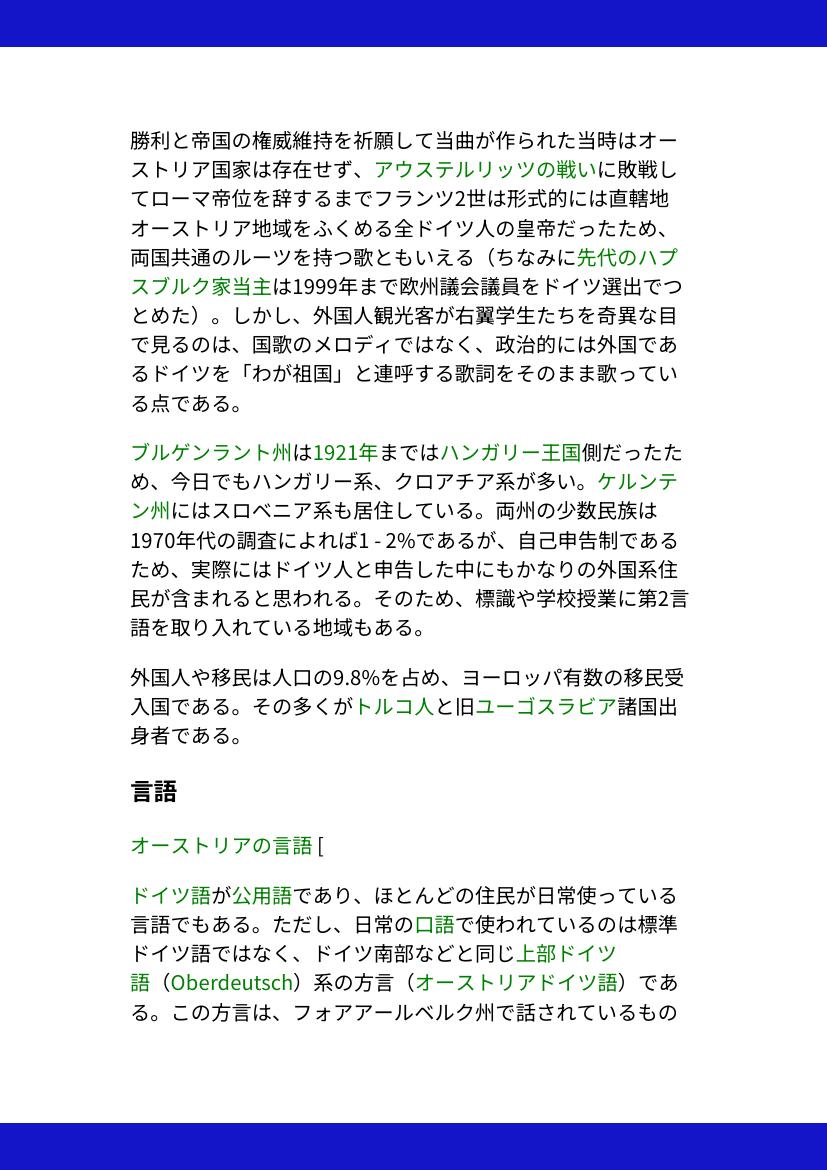 勝利と帝国の権威維持を祈願して当曲が作られた当時はオー
ストリア国家は存在せず、アウステルリッツの戦いに敗戦し
てローマ帝位を辞するまでフランツ2世は形式的には直轄地
オーストリア地域をふくめる全ドイツ人の皇帝だったため、
両国共通のルーツを持つ歌ともいえる（ちなみに先代のハプ
スブルク家当主は1999年まで欧州議会議員をドイツ選出でつ
とめた）。しかし、外国人観光客が右翼学生たちを奇異な目
で見るのは、国歌のメロディではなく、政治的には外国であ
るドイツを「わが祖国」と連呼する歌詞をそのまま歌ってい
る点である。
ブルゲンラント州は1921年まではハンガリー王国側だったた
め、今日でもハンガリー系、クロアチア系が多い。ケルンテ
ン州にはスロベニア系も居住している。両州の少数民族は
1970年代の調査によれば1 - 2%であるが、自己申告制である
ため、実際にはドイツ人と申告した中にもかなりの外国系住
民が含まれると思われる。そのため、標識や学校授業に第2言
語を取り入れている地域もある。
外国人や移民は人口の9.8%を占め、ヨーロッパ有数の移民受
入国である。その多くがトルコ人と旧ユーゴスラビア諸国出
身者である。
言語
オーストリアの言語 [
ドイツ語が公用語であり、ほとんどの住民が日常使っている
言語でもある。ただし、日常の口語で使われているのは標準
ドイツ語ではなく、ドイツ南部などと同じ上部ドイツ
語（Oberdeutsch）系の方言（オーストリアドイツ語）であ
る。この方言は、フォアアールベルク州で話されているもの